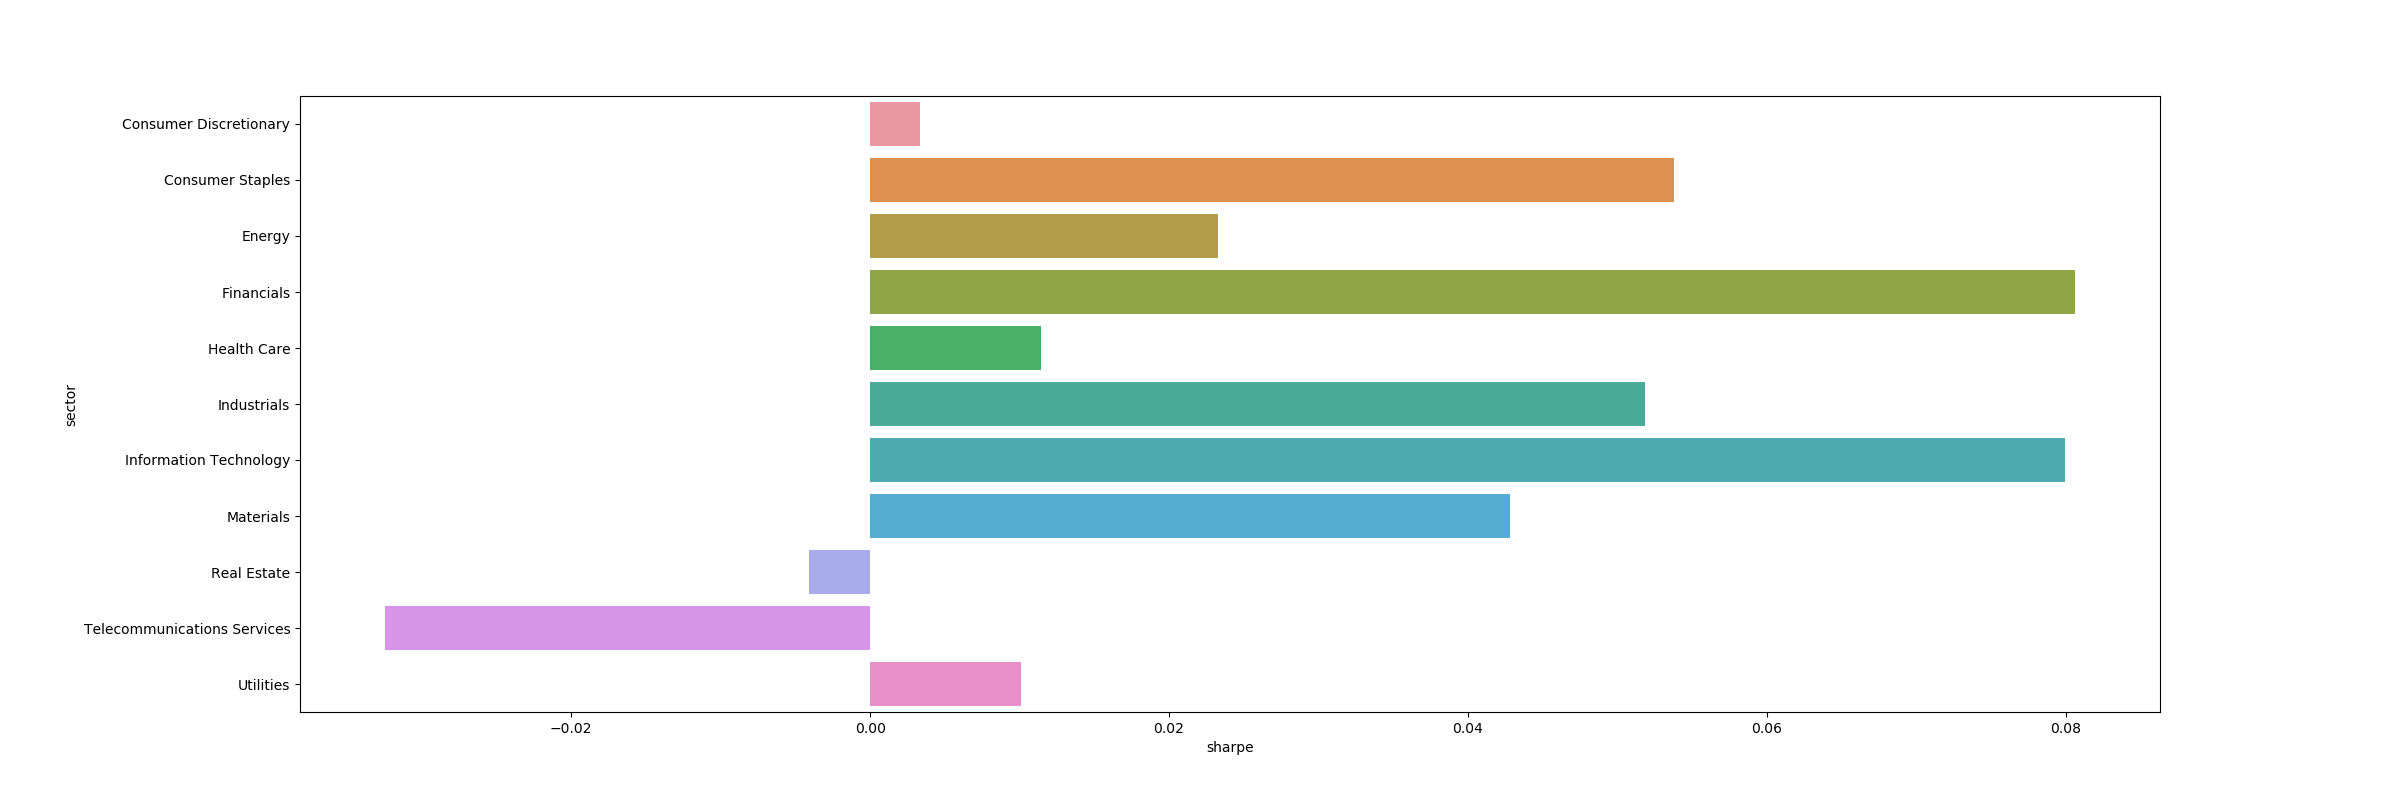 Consumer Discretionary
Consumer Staples
Energy
Financials
Health Care
Industrials
Information Technology
Materials
Real Estate
Telecommunications Services
Utilities
sector
−0.02 0.00 0.02 0.04 0.06 0.08
sharpe